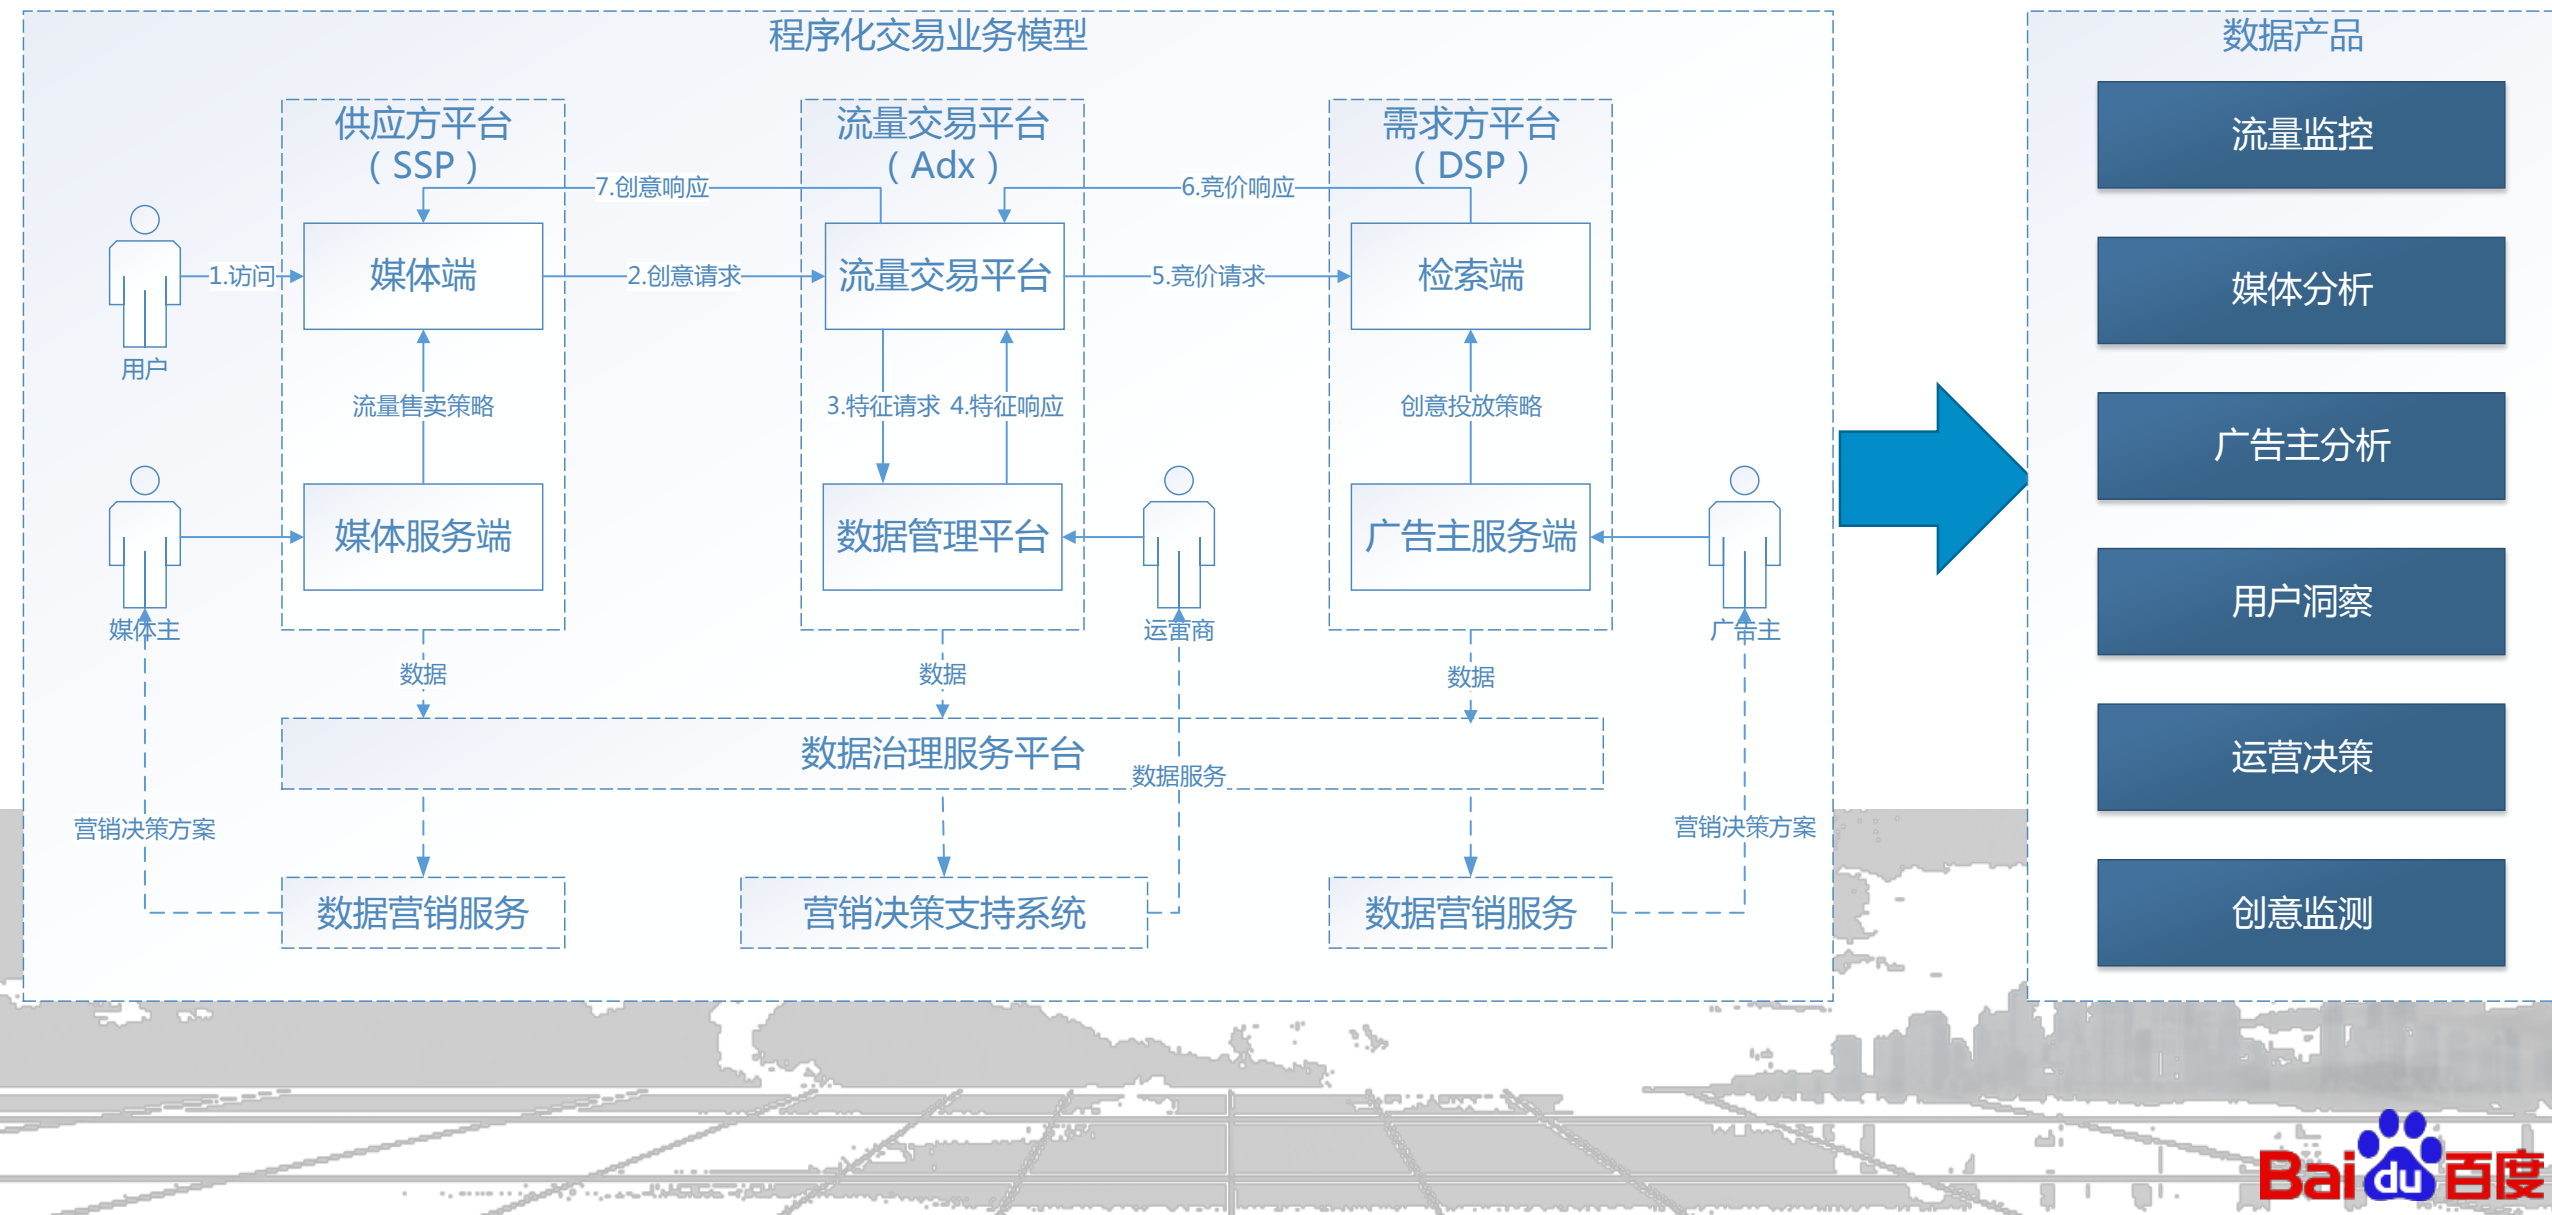 程序化交易业务模型
数据产品
供应方平台
（SSP）
流量交易平台
（Adx）
需求方平台
（DSP）
7.创意响应
6.竞价响应
1.访问
媒体端
2.创意请求
流量交易平台
5.竞价请求
检索端
用户
流量售卖策略
3.特征请求
4.特征响应
创意投放策略
媒体服务端
数据管理平台
广告主服务端
媒体主
运营商
广告主
数据
数据
数据
数据治理服务平台
数据服务
营销决策方案
营销决策方案
数据营销服务
营销决策支持系统
数据营销服务
流量监控
媒体分析
广告主分析
用户洞察
运营决策
创意监测
Bai du 百度